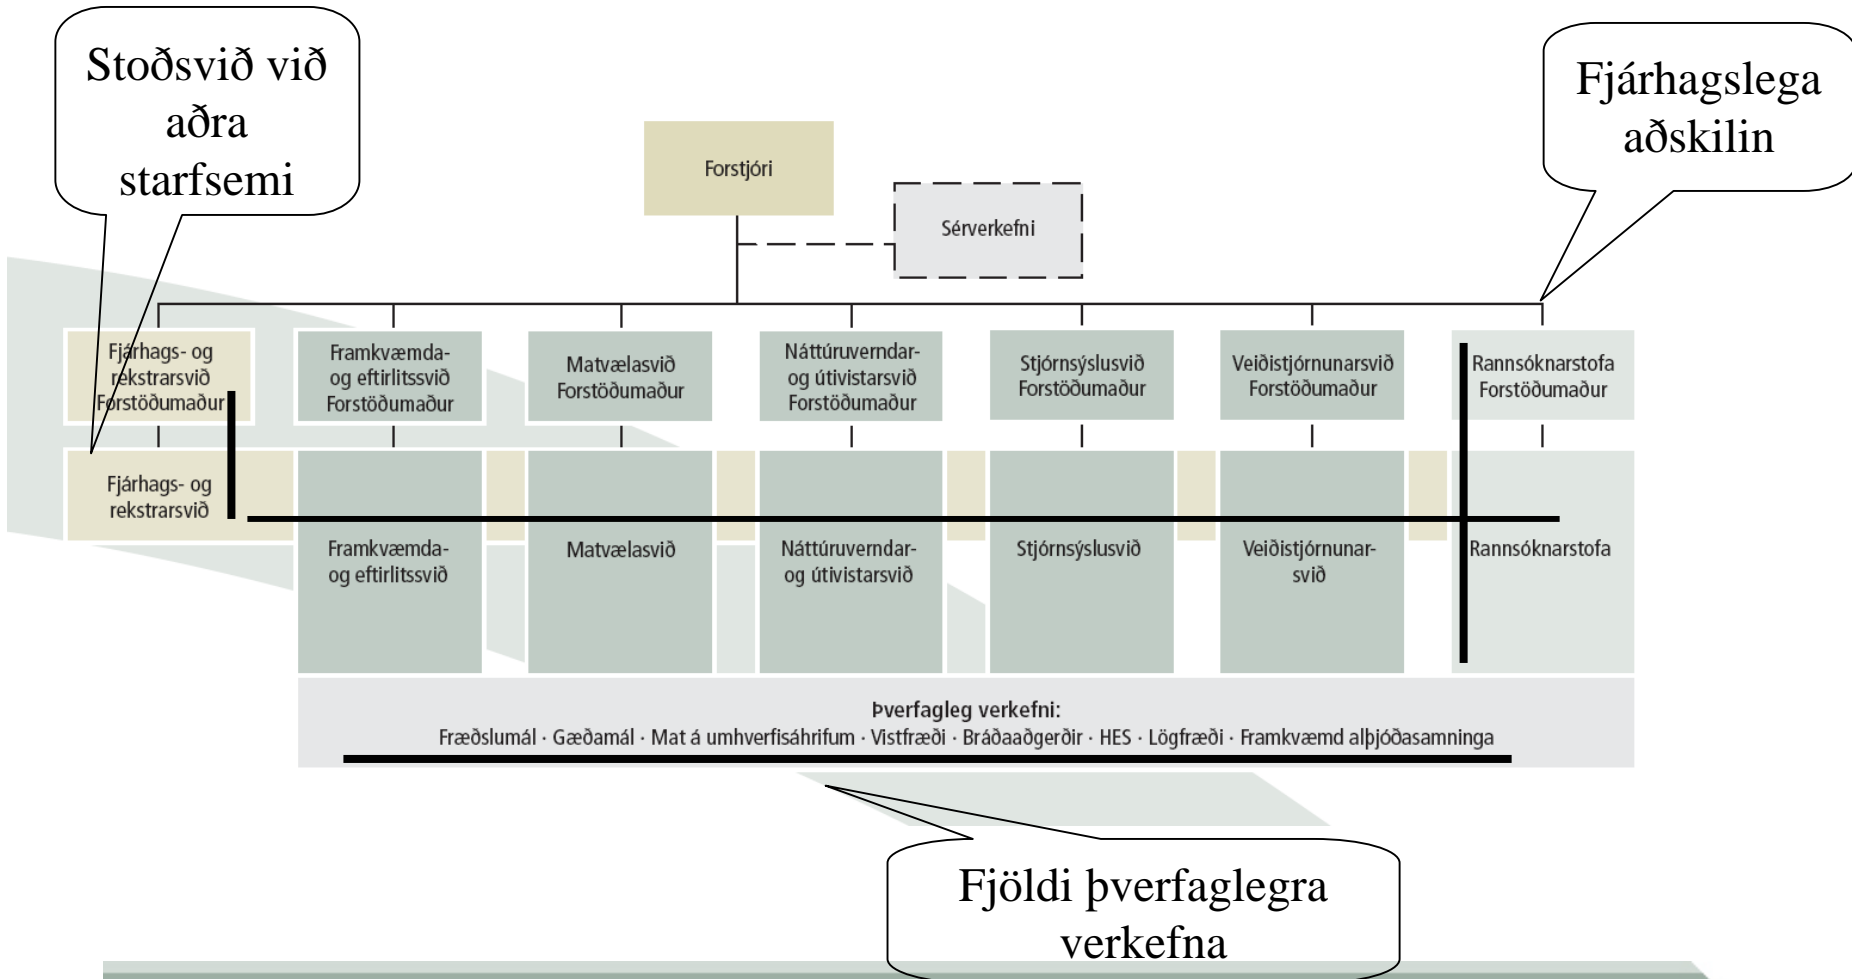 Stoðsvið við
aðra
starfsemi
Fjárhagslega
aðskilin
Forstjóri
Sérverkefni
Fjárhags- og
rekstrarsvið
Forstöðumaður
Framkvæmda-
og eftirlitssvið
Forstöðumaður
Matvælasvið
Forstöðumaður
Náttúruverndar-
og útivistarsvið
Forstöðumaður
Stjórnsýslusvið
Forstöðumaður
Veiðistjórnunarsvið
Forstöðumaður
Rannsóknarstofa
Forstöðumaður
Fjárhags- og
rekstrarsvið
Framkvæmda-
og eftirlitssvið
Matvælasvið
Náttúruverndar-
og útivistarsvið
Stjórnsýslusvið
Veiðistjórnunar-
svið
Rannsóknarstofa
Þverfagleg verkefni:
Fræðslumál · Gæðamál · Mat á umhverfisáhrifum · Vistfræði · Bráðaaðgerðir · HES · Lögfræði · Framkvæmd alþjóðasamninga
Fjöldi þverfaglegra
verkefna